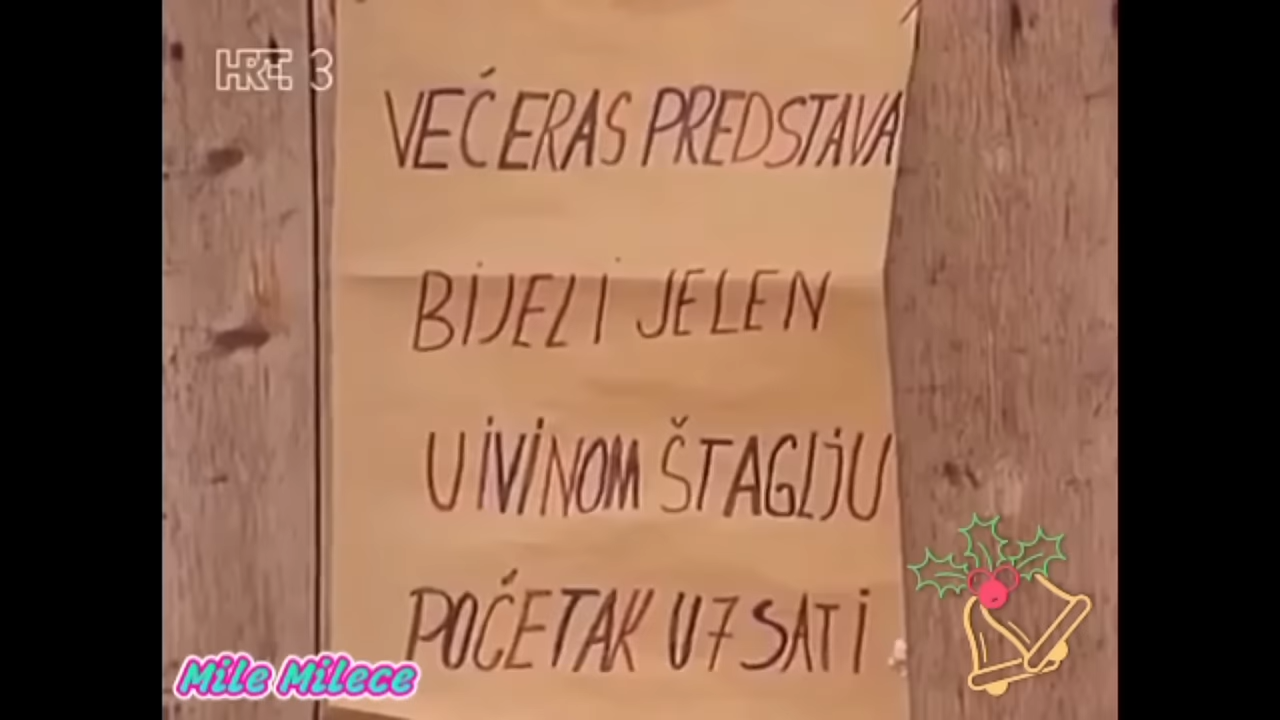 HRT 3
VEĆERAS PREDSTAVA
BIJELI JELEN
U IVINOM ŠTAGLJU
POĆETAK U 7 SATI
Mile Milece